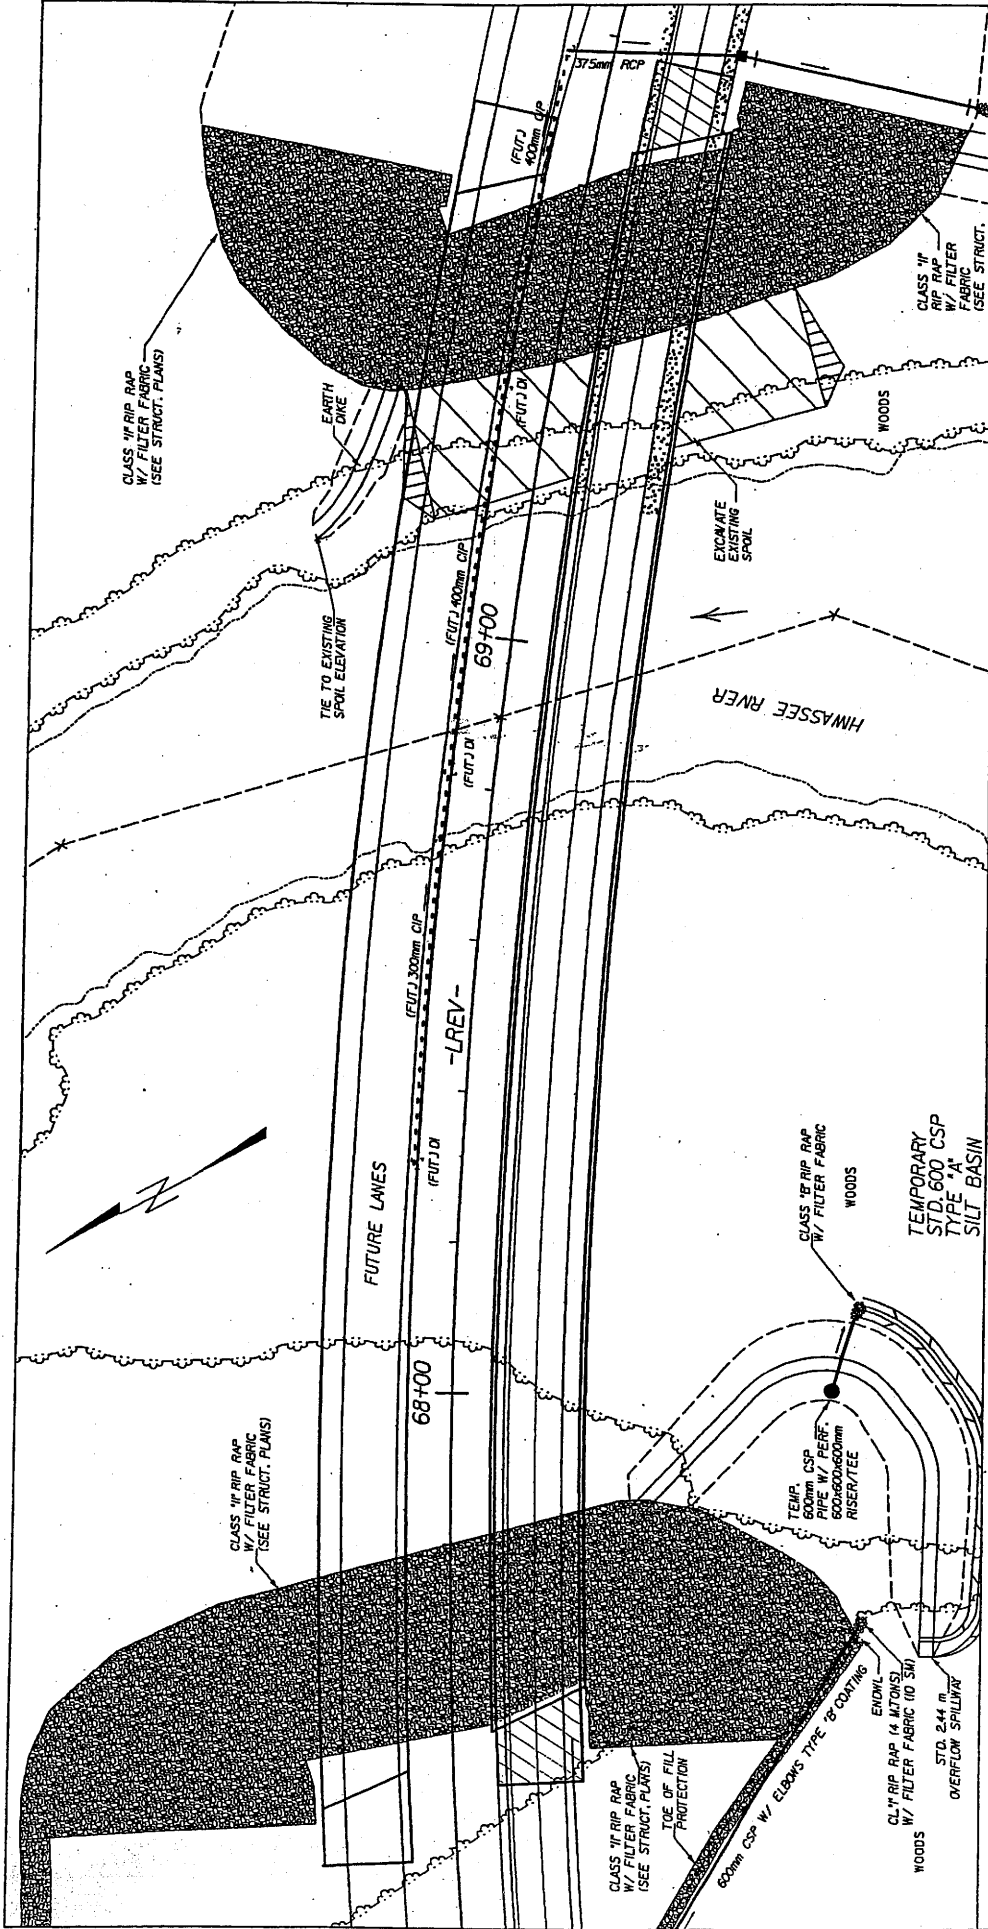 375mm RCP
(FUT.)
400mm CIP
CLASS "II"
RIP RAP
W/ FILTER
FABRIC
(SEE STRUCT.
CLASS "II" RIP RAP
W/ FILTER FABRIC
(SEE STRUCT. PLANS)
EARTH
DIKE
(FUT.) DI
WOODS
EXCAVATE
EXISTING
SPOIL
TIE TO EXISTING
SPOIL ELEVATION
(FUT.) 400mm CIP
69+00
HIWASSEE RIVER
(FUT.) DI
(FUT.) 300mm CIP
-LREV-
(FUT.) DI
FUTURE LANES
N
CLASS "B" RIP RAP
W/ FILTER FABRIC
WOODS
TEMPORARY
STD. 600 CSP
TYPE "A"
SILT BASIN
68+00
TEMP.
600mm CSP
PIPE W/ PERF.
600x600x600mm
RISER/TEE
CLASS "II" RIP RAP
W/ FILTER FABRIC
(SEE STRUCT. PLANS)
CLASS "II" RIP RAP
W/ FILTER FABRIC
(SEE STRUCT. PLANS)
TOE OF FILL
PROTECTION
600mm CSP W/ ELBOWS TYPE "B" COATING
ENDWL
RIP RAP (4 M.TONS)
W/ FILTER FABRIC (10 SM)
STD. 2.44 m
OVERFLOW SPILLWAY
WOODS